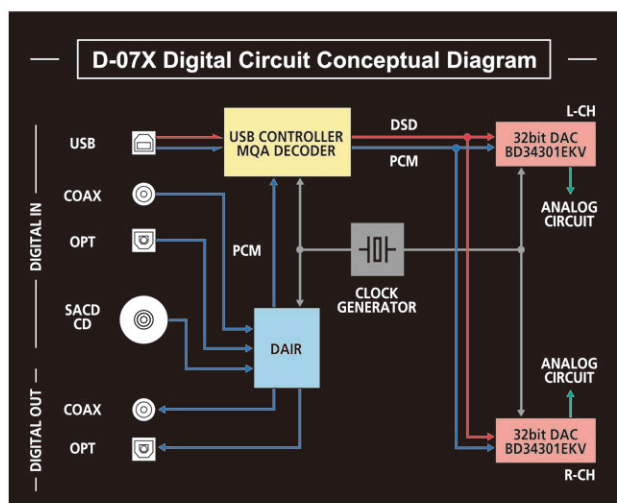 D-07X Digital Circuit Conceptual Diagram
L-CH
DIGITAL IN
USB
COAX
OPT
SACD
CD
USB CONTROLLER
MQA DECODER
DSD
PCM
32bit DAC
BD34301EKV
ANALOG
CIRCUIT
PCM
CLOCK
GENERATOR
DAIR
DIGITAL OUT
COAX
OPT
ANALOG
CIRCUIT
32bit DAC
BD34301EKV
R-CH